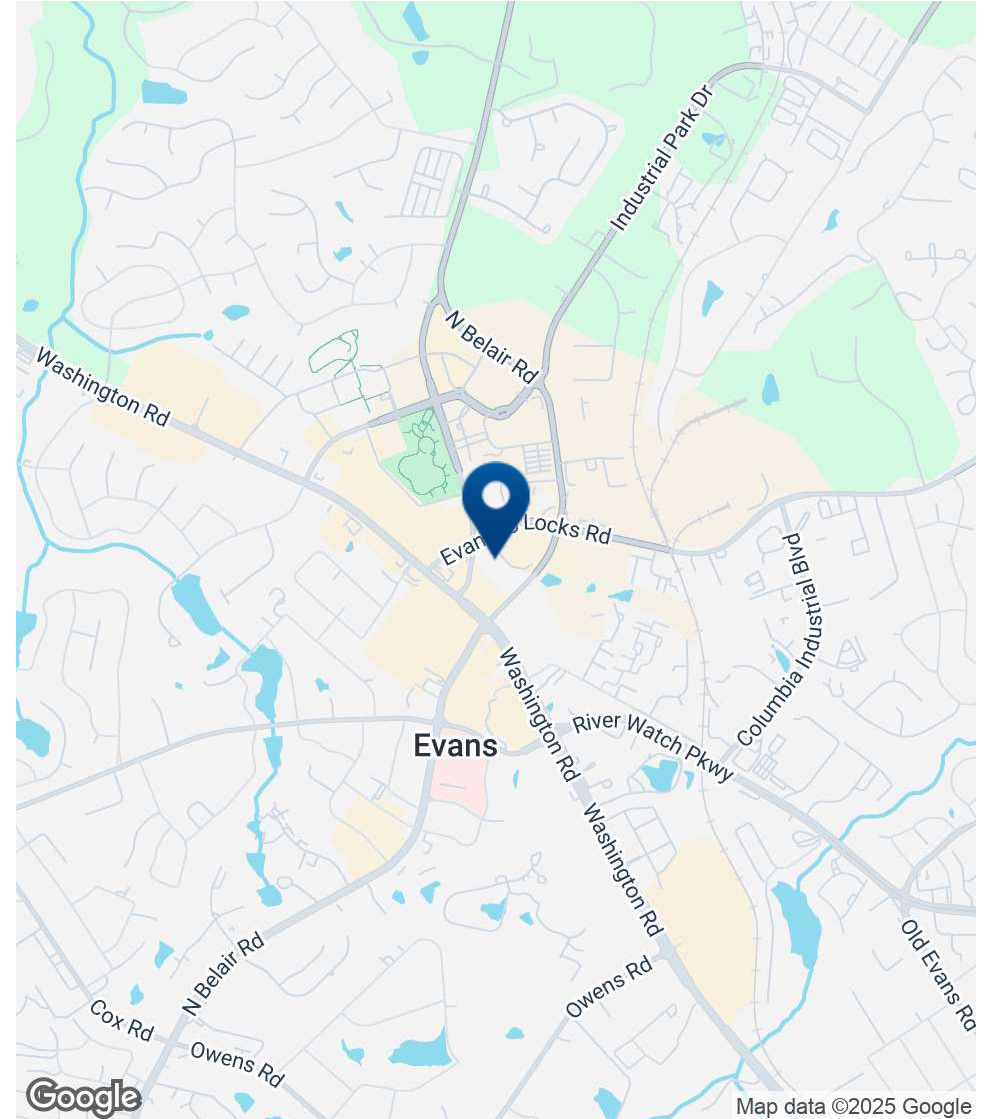 Industrial Park Dr
N Belair Rd
Washington Rd
Locks Rd
Columbia Industrial Blvd
Washington Rd
River Watch Pkwy
Evans
Washington Rd
Old Evans Rd
N Belair Rd
Owens Rd
Cox Rd
Owens Rd
Google
Map data ©2025 Google